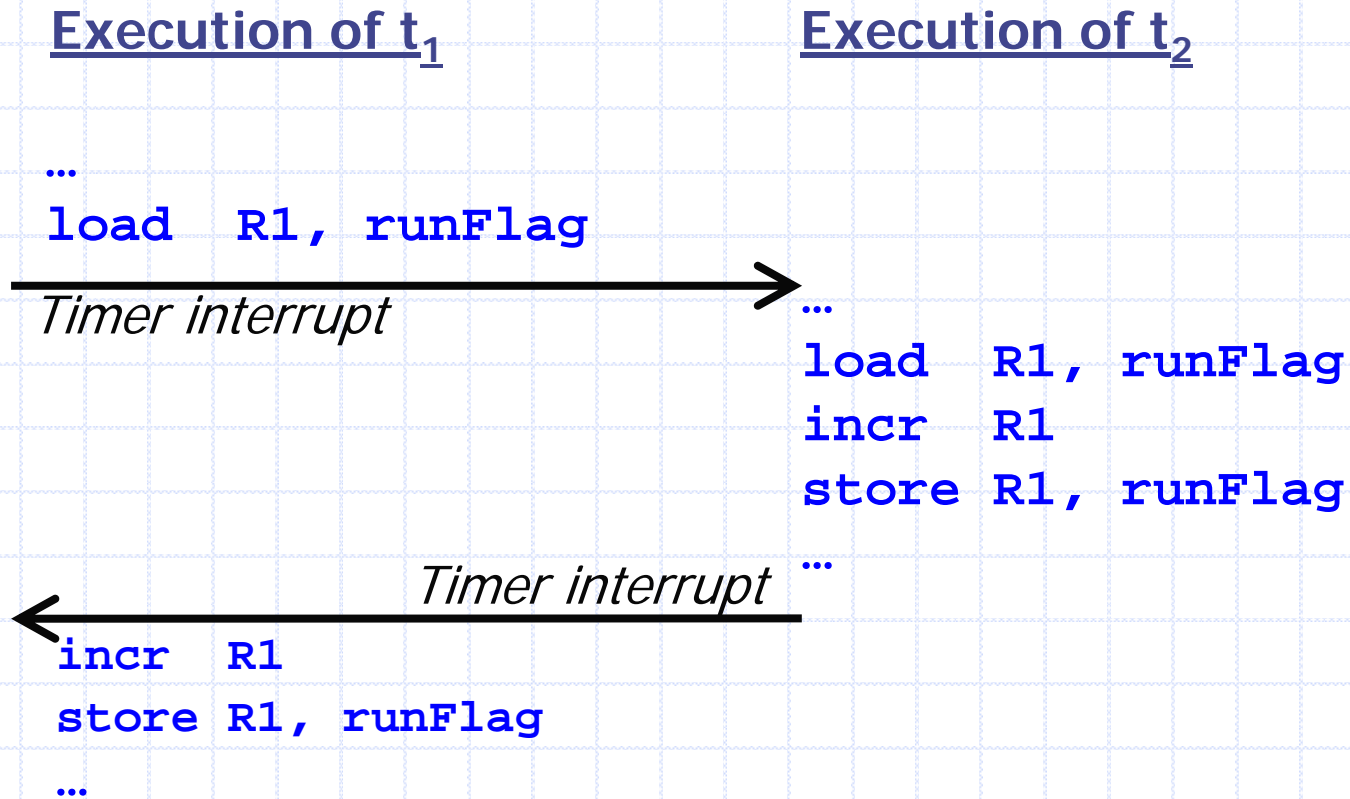 Execution of t1
Execution of t2
…
load R1, runFlag
Timer interrupt
…
load R1, runFlag
incr R1
store R1, runFlag
…
Timer interrupt
incr R1
store R1, runFlag
…